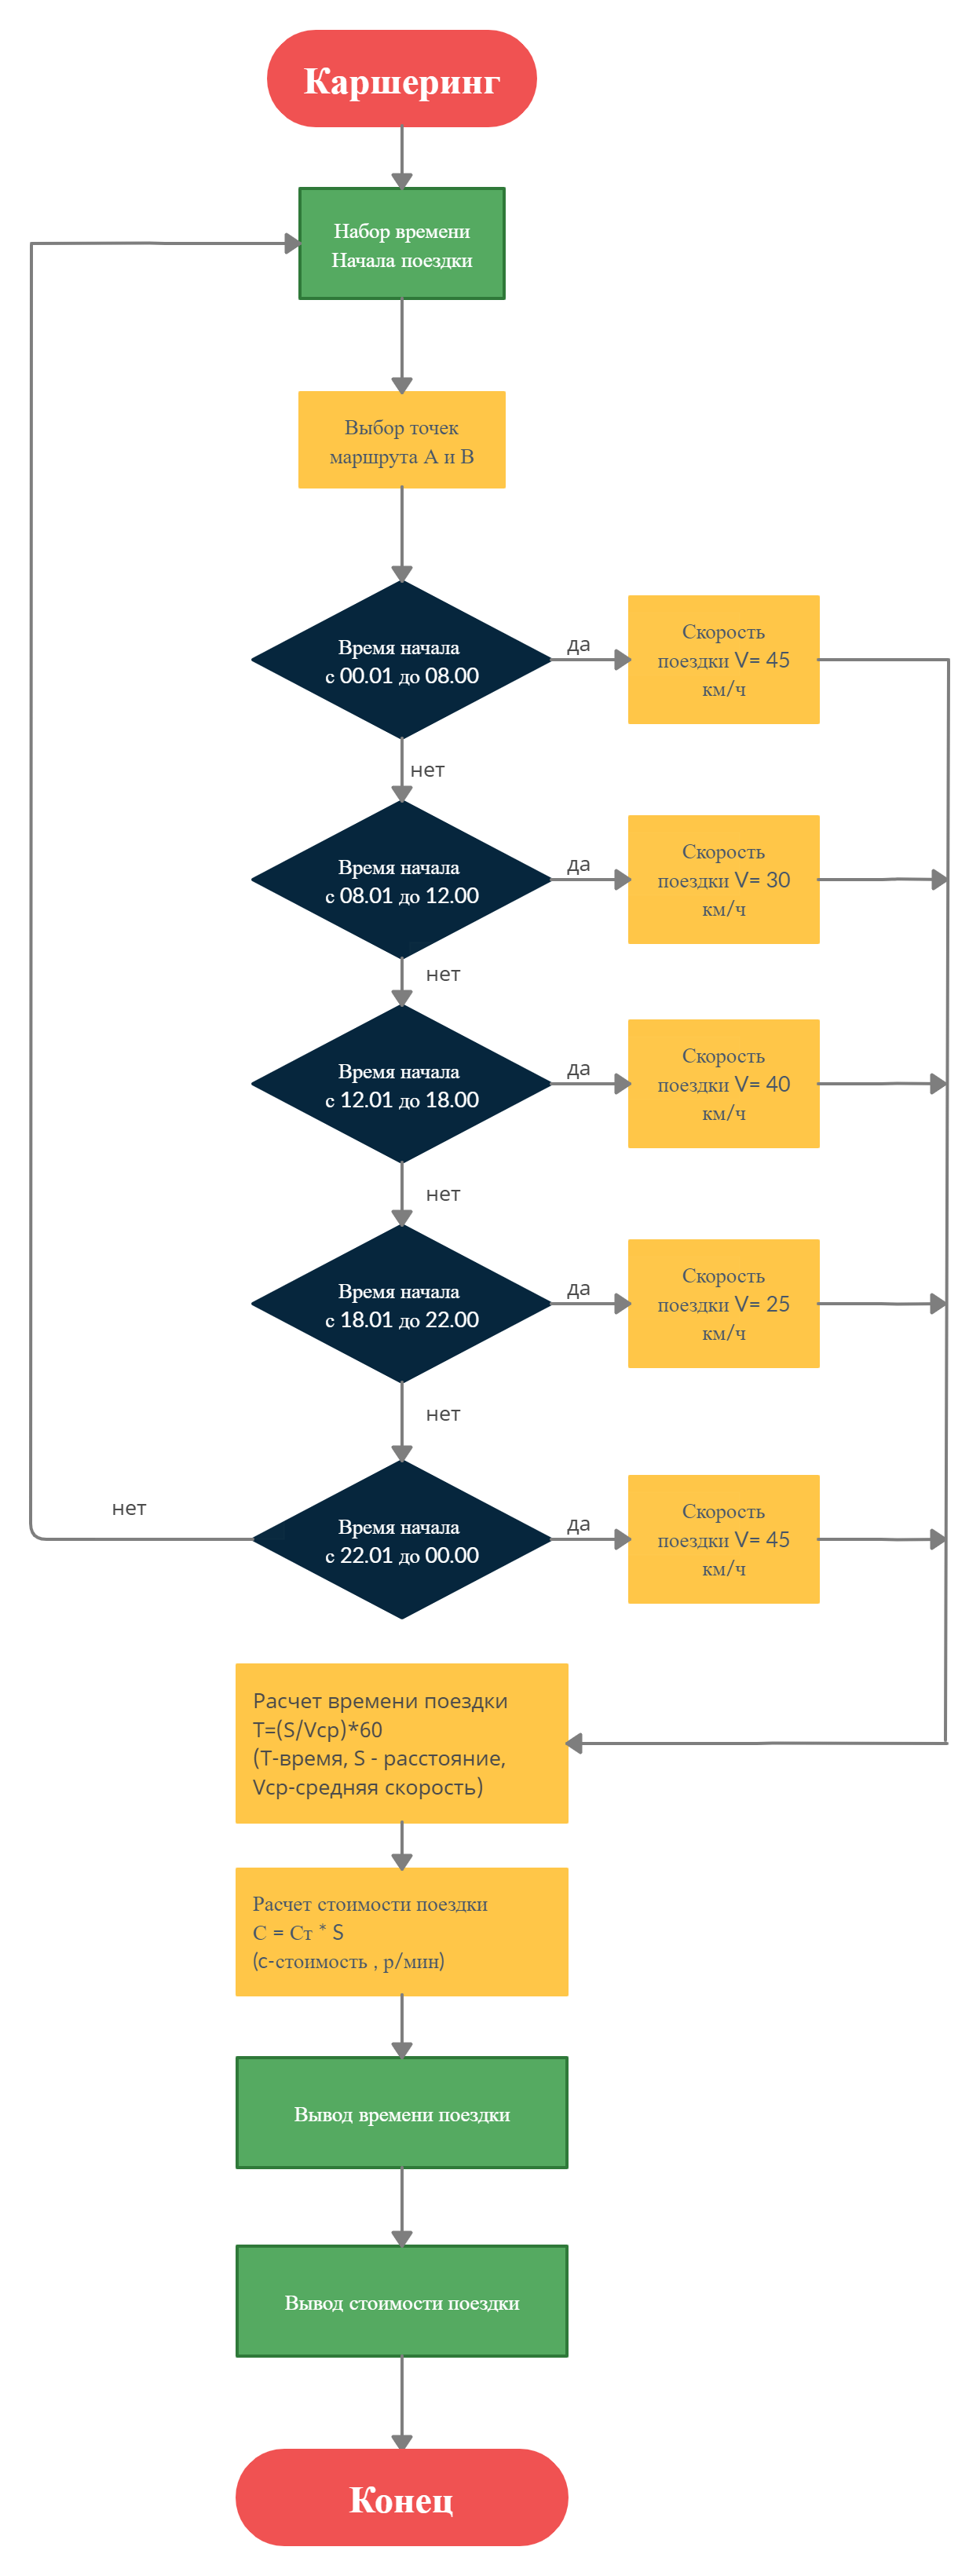 Каршеринг
Набор времени
Начала поездки
Выбор точек
маршрута А и В
Время начала
с 00.01 до 08.00
да
Скорость
поездки V= 45
км/ч
нет
Время начала
с 08.01 до 12.00
да
Скорость
поездки V= 30
км/ч
нет
Время начала
с 12.01 до 18.00
да
Скорость
поездки V= 40
км/ч
нет
Время начала
с 18.01 до 22.00
да
Скорость
поездки V= 25
км/ч
нет
нет
Время начала
с 22.01 до 00.00
да
Скорость
поездки V= 45
км/ч
Расчет времени поездки
T=(S/Vср)*60
(Т-время, S - расстояние,
Vср-средняя скорость)
Расчет стоимости поездки
С = Ст * S
(с-стоимость , р/мин)
Вывод времени поездки
Вывод стоимости поездки
Конец